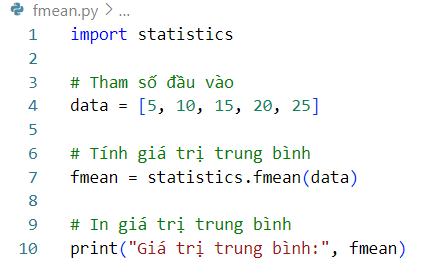 fmean.py > ...
1 import statistics
2
3 # Tham số đầu vào
4 data = [5, 10, 15, 20, 25]
5
6 # Tính giá trị trung bình
7 fmean = statistics.fmean(data)
8
9 # In giá trị trung bình
10 print("Giá trị trung bình:", fmean)